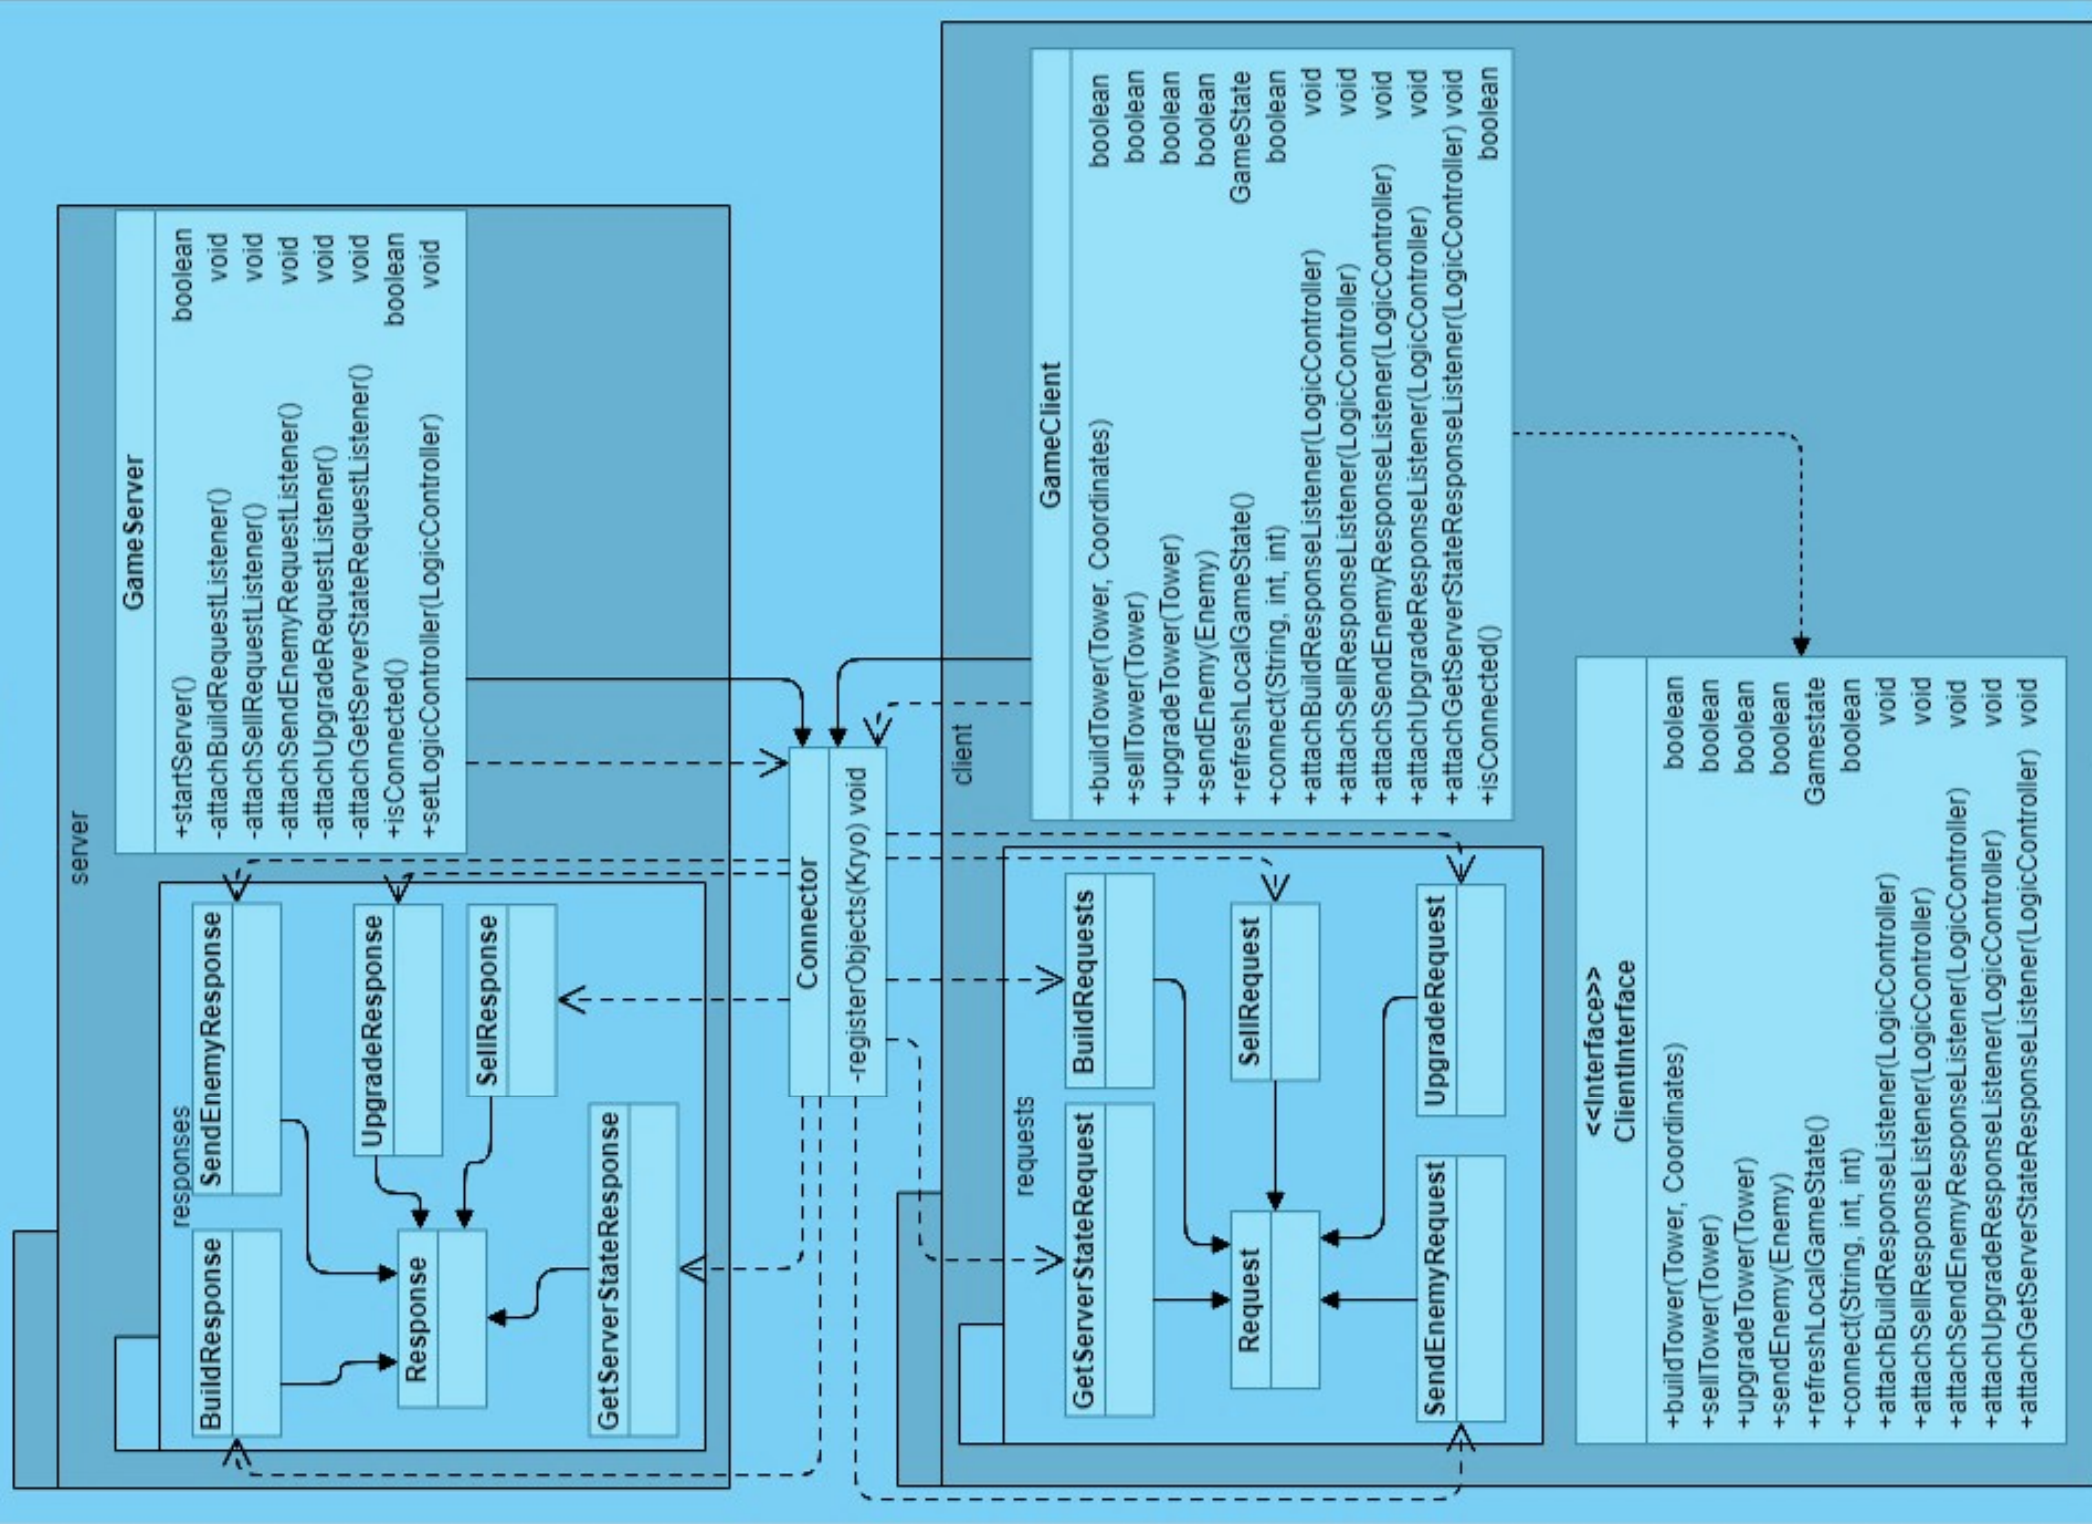 server
responses
BuildResponse
SendEnemyResponse
UpgradeResponse
SellResponse
Response
GetServerStateResponse
GameServer
+startServer() boolean
-attachBuildRequestListener() void
-attachSellRequestListener() void
-attachSendEnemyRequestListener() void
-attachUpgradeRequestListener() void
-attachGetServerStateRequestListener() void
+isConnected() boolean
+setLogicController(LogicController) void
Connector
-registerObjects(Kryo) void
client
requests
GetServerStateRequest
BuildRequests
Request
SellRequest
SendEnemyRequest
UpgradeRequest
GameClient
+buildTower(Tower, Coordinates) boolean
+sellTower(Tower) boolean
+upgradeTower(Tower) boolean
+sendEnemy(Enemy) boolean
+refreshLocalGameState() GameState
+connect(String, int, int) boolean
+attachBuildResponseListener(LogicController) void
+attachSellResponseListener(LogicController) void
+attachSendEnemyResponseListener(LogicController) void
+attachUpgradeResponseListener(LogicController) void
+attachGetServerStateResponseListener(LogicController) void
+isConnected() boolean
<<Interface>>
ClientInterface
+buildTower(Tower, Coordinates) boolean
+sellTower(Tower) boolean
+upgradeTower(Tower) boolean
+sendEnemy(Enemy) boolean
+refreshLocalGameState() Gamestate
+connect(String, int, int) boolean
+attachBuildResponseListener(LogicController) void
+attachSellResponseListener(LogicController) void
+attachSendEnemyResponseListener(LogicController) void
+attachUpgradeResponseListener(LogicController) void
+attachGetServerStateResponseListener(LogicController) void